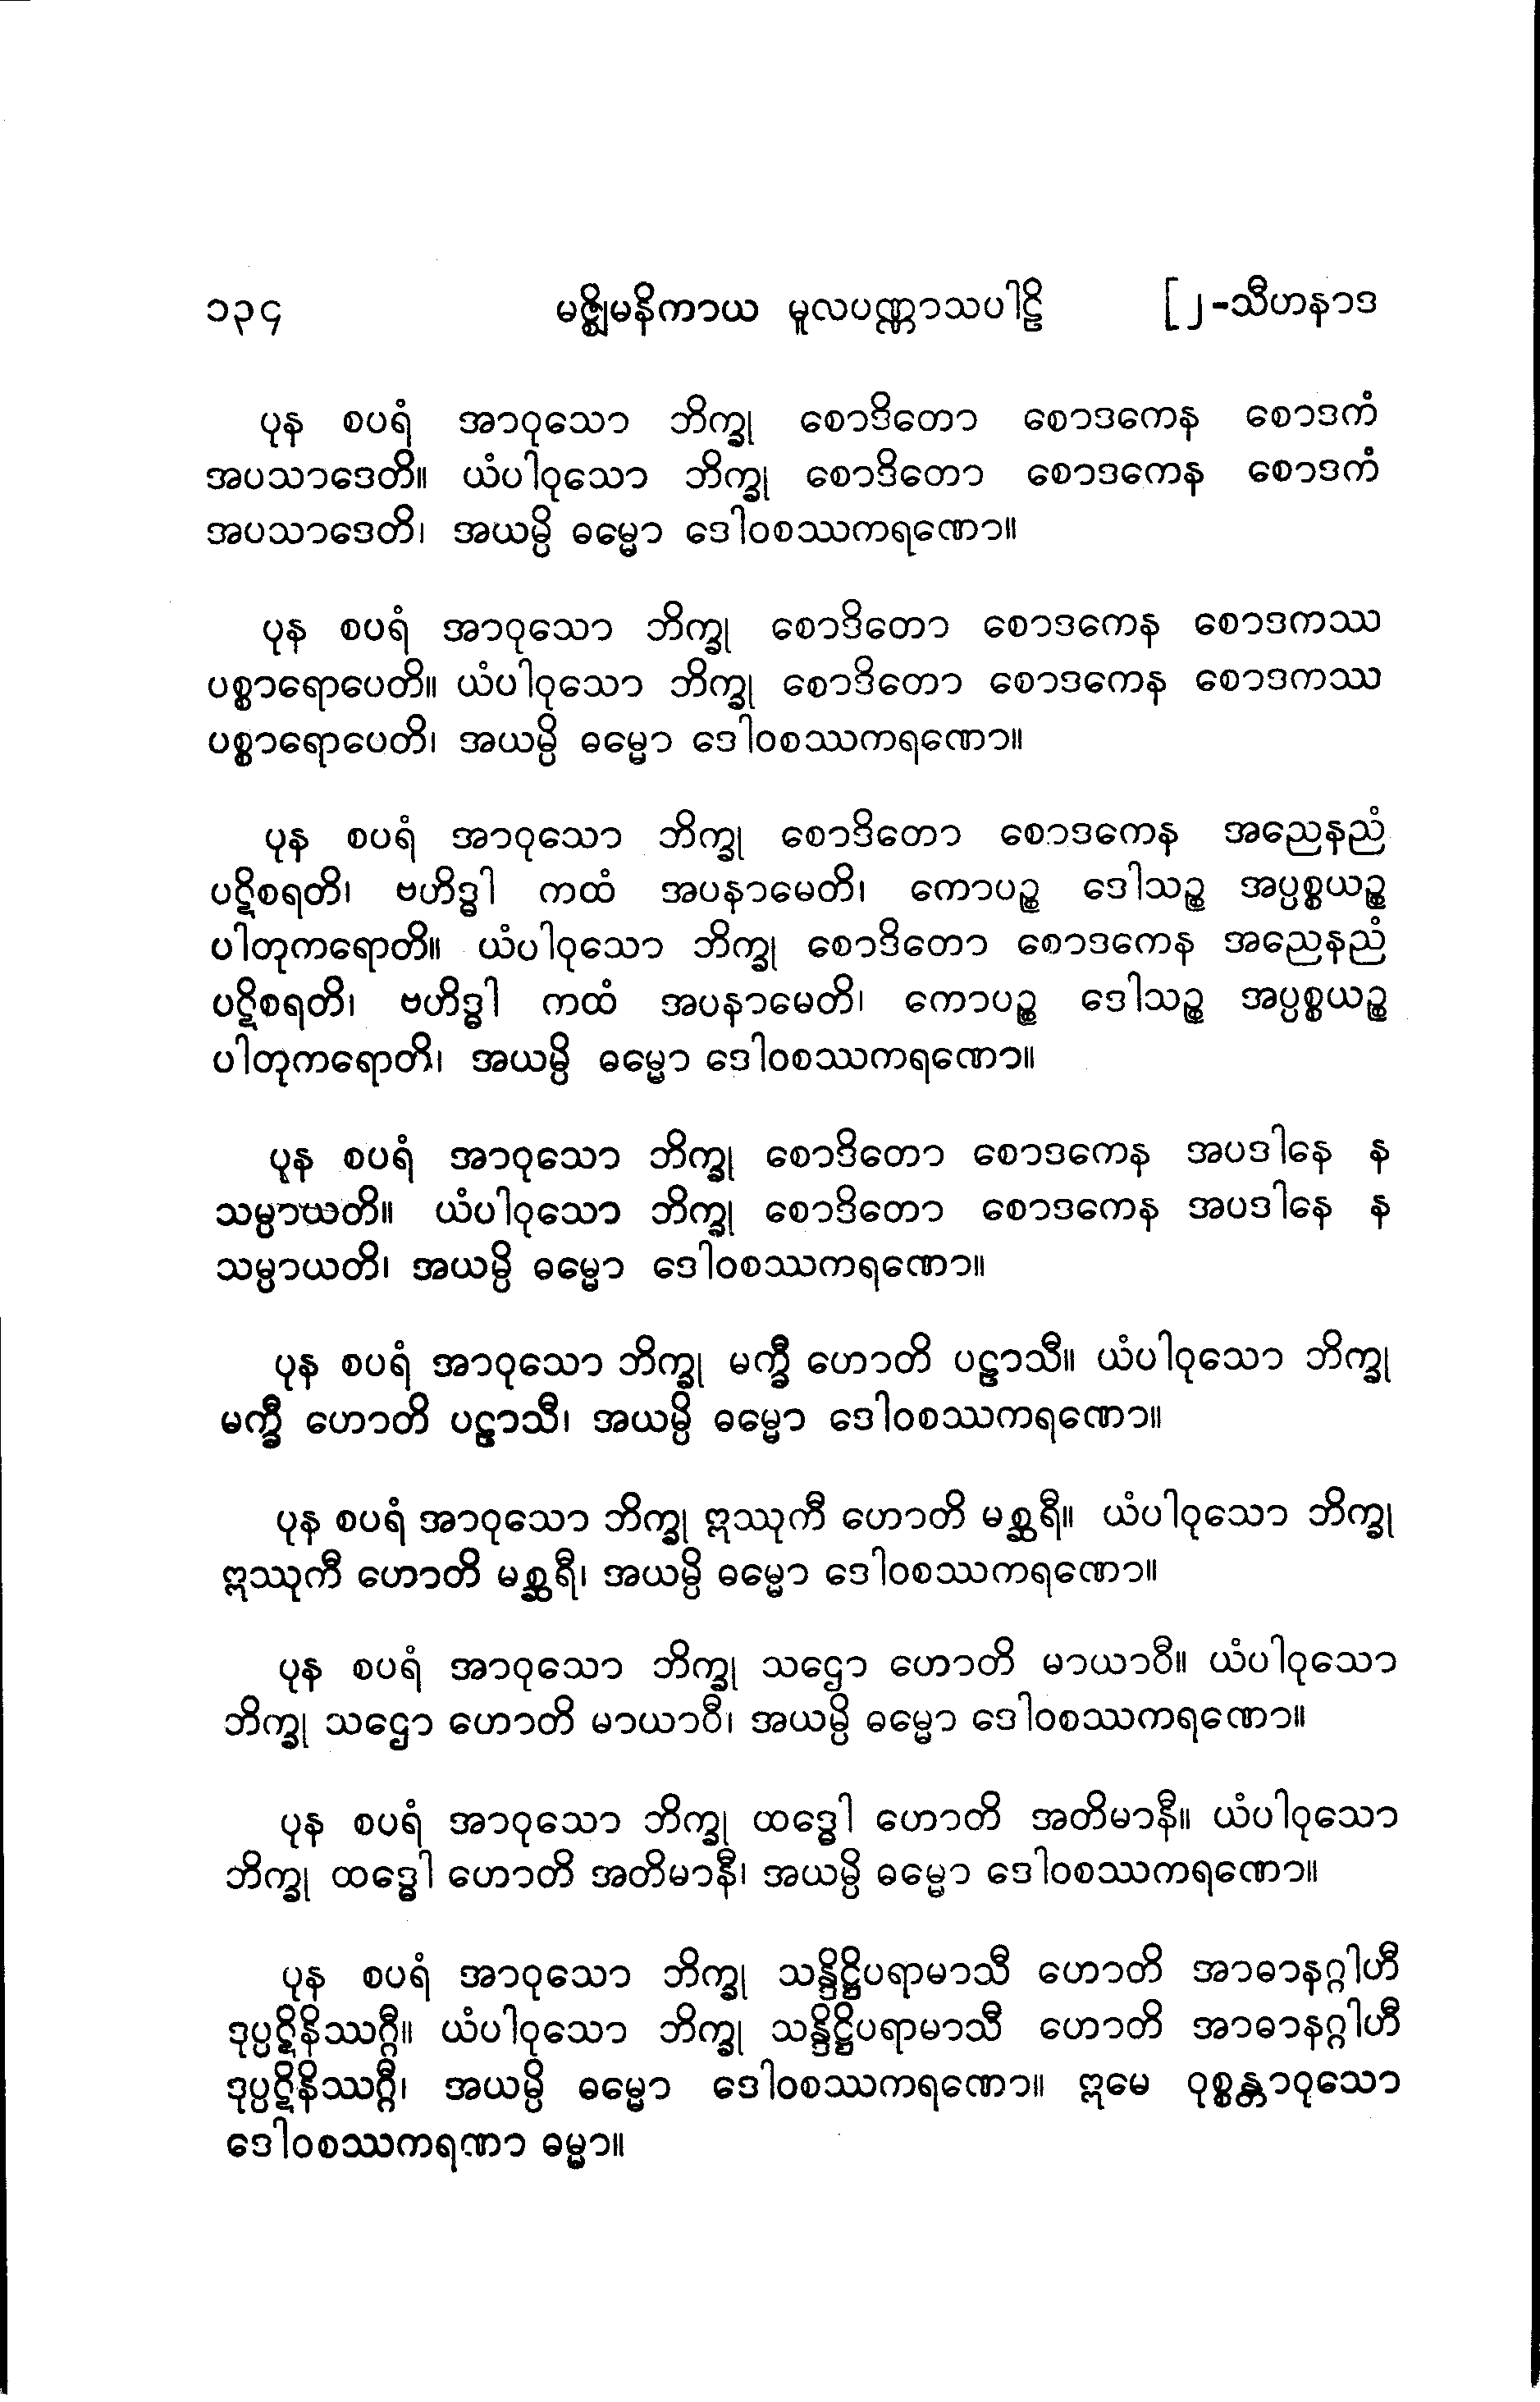 ၁၃၄ မဇ္ဈိမနိကာယ မူလပဏ္ဏာသပါဠိ [၂-သီဟနာဒ
ပုန စပရံ အာဝုသော ဘိက္ခု စောဒိတော စောဒကေန စောဒကံ
အပသာဒေတိ။ ယံပါဝုသော ဘိက္ခု စောဒိတော စောဒကေန စောဒကံ
အပသာဒေတိ၊ အယမ္ပိ ဓမ္မော ဒေါဝစဿကရဏော။
ပုန စပရံ အာဝုသော ဘိက္ခု စောဒိတော စောဒကေန စောဒကဿ
ပစ္စာရောပေတိ။ ယံပါဝုသော ဘိက္ခု စောဒိတော စောဒကေန စောဒကဿ
ပစ္စာရောပေတိ၊ အယမ္ပိ ဓမ္မော ဒေါဝစဿကရဏော။
ပုန စပရံ အာဝုသော ဘိက္ခု စောဒိတော စောဒကေန အညေနညံ
ပဋိစရတိ၊ ဗဟိဒ္ဓါ ကထံ အပနာမေတိ၊ ကောပဉ္စ ဒေါသဉ္စ အပ္ပစ္စယဉ္စ
ပါတုကရောတိ။ ယံပါဝုသော ဘိက္ခု စောဒိတော စောဒကေန အညေနညံ
ပဋိစရတိ၊ ဗဟိဒ္ဓါ ကထံ အပနာမေတိ၊ ကောပဉ္စ ဒေါသဉ္စ အပ္ပစ္စယဉ္စ
ပါတုကရောတိ၊ အယမ္ပိ ဓမ္မော ဒေါဝစဿကရဏော။
ပုန စပရံ အာဝုသော ဘိက္ခု စောဒိတော စောဒကေန အပဒါနေ န
သမ္ပာယတိ။ ယံပါဝုသော ဘိက္ခု စောဒိတော စောဒကေန အပဒါနေ န
သမ္ပာယတိ၊ အယမ္ပိ ဓမ္မော ဒေါဝစဿကရဏော။
ပုန စပရံ အာဝုသော ဘိက္ခု မက္ခီ ဟောတိ ပဠာသီ။ ယံပါဝုသော ဘိက္ခု
မက္ခီ ဟောတိ ပဠာသီ၊ အယမ္ပိ ဓမ္မော ဒေါဝစဿကရဏော။
ပုန စပရံ အာဝုသော ဘိက္ခု ဣဿုကီ ဟောတိ မစ္ဆရီ။ ယံပါဝုသော ဘိက္ခု
ဣဿုကီ ဟောတိ မစ္ဆရီ၊ အယမ္ပိ ဓမ္မော ဒေါဝစဿကရဏော။
ပုန စပရံ အာဝုသော ဘိက္ခု သဌော ဟောတိ မာယာဝီ။ ယံပါဝုသော
ဘိက္ခု သဌော ဟောတိ မာယာဝီ၊ အယမ္ပိ ဓမ္မော ဒေါဝစဿကရဏော။
ပုန စပရံ အာဝုသော ဘိက္ခု ထဒ္ဓေါ ဟောတိ အတိမာနီ။ ယံပါဝုသော
ဘိက္ခု ထဒ္ဓေါ ဟောတိ အတိမာနီ၊ အယမ္ပိ ဓမ္မော ဒေါဝစဿကရဏော။
ပုန စပရံ အာဝုသော ဘိက္ခု သန္ဒိဋ္ဌိပရာမာသီ ဟောတိ အာဓာနဂ္ဂါဟီ
ဒုပ္ပဋိနိဿဂ္ဂီ။ ယံပါဝုသော ဘိက္ခု သန္ဒိဋ္ဌိပရာမာသီ ဟောတိ အာဓာနဂ္ဂါဟီ
ဒုပ္ပဋိနိဿဂ္ဂီ၊ အယမ္ပိ ဓမ္မော ဒေါဝစဿကရဏော။ ဣမေ ဝုစ္စန္တာဝုသော
ဒေါဝစဿကရဏာ ဓမ္မာ။